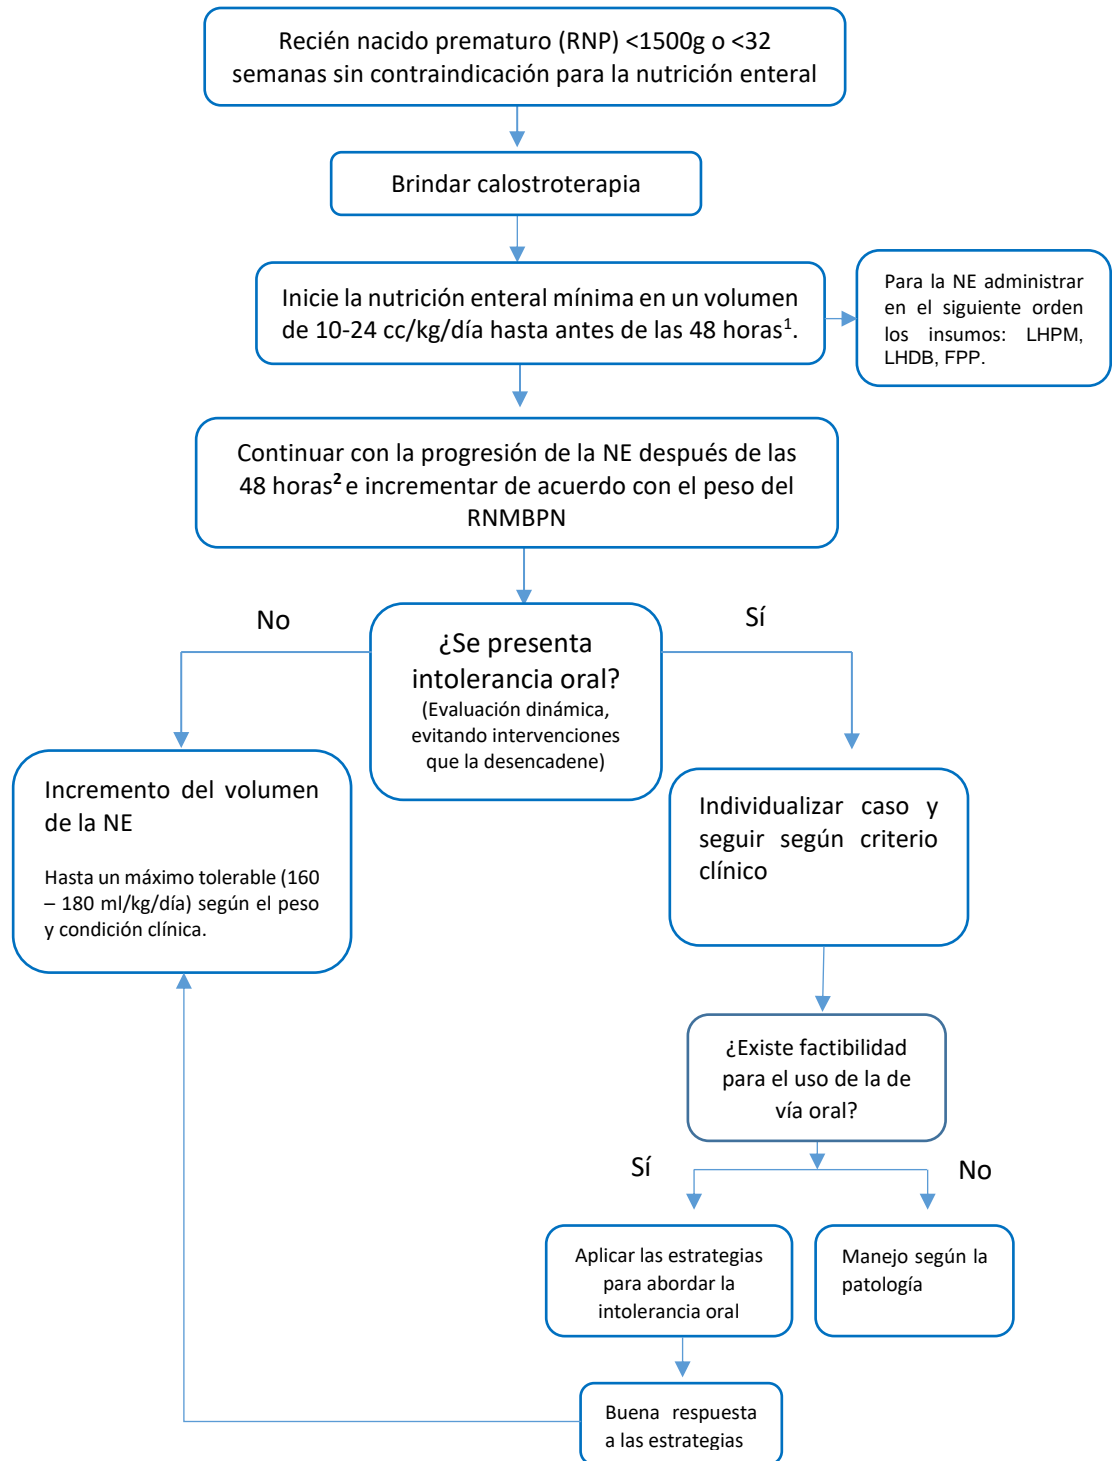 Recién nacido prematuro (RNP) <1500g o <32
semanas sin contraindicación para la nutrición enteral
Brindar calostroterapia
Inicie la nutrición enteral mínima en un volumen
de 10-24 cc/kg/día hasta antes de las 48 horas¹.
Para la NE administrar
en el siguiente orden
los insumos: LHPM,
LHDB, FPP.
Continuar con la progresión de la NE después de las
48 horas² e incrementar de acuerdo con el peso del
RNMBPN
No
Sí
¿Se presenta
intolerancia oral?
(Evaluación dinámica,
evitando intervenciones
que la desencadene)
Incremento del volumen
de la NE
Hasta un máximo tolerable (160
– 180 ml/kg/día) según el peso
y condición clínica.
Individualizar caso y
seguir según criterio
clínico
¿Existe factibilidad
para el uso de la de
vía oral?
Sí
No
Aplicar las estrategias
para abordar la
intolerancia oral
Manejo según la
patología
Buena respuesta
a las estrategias